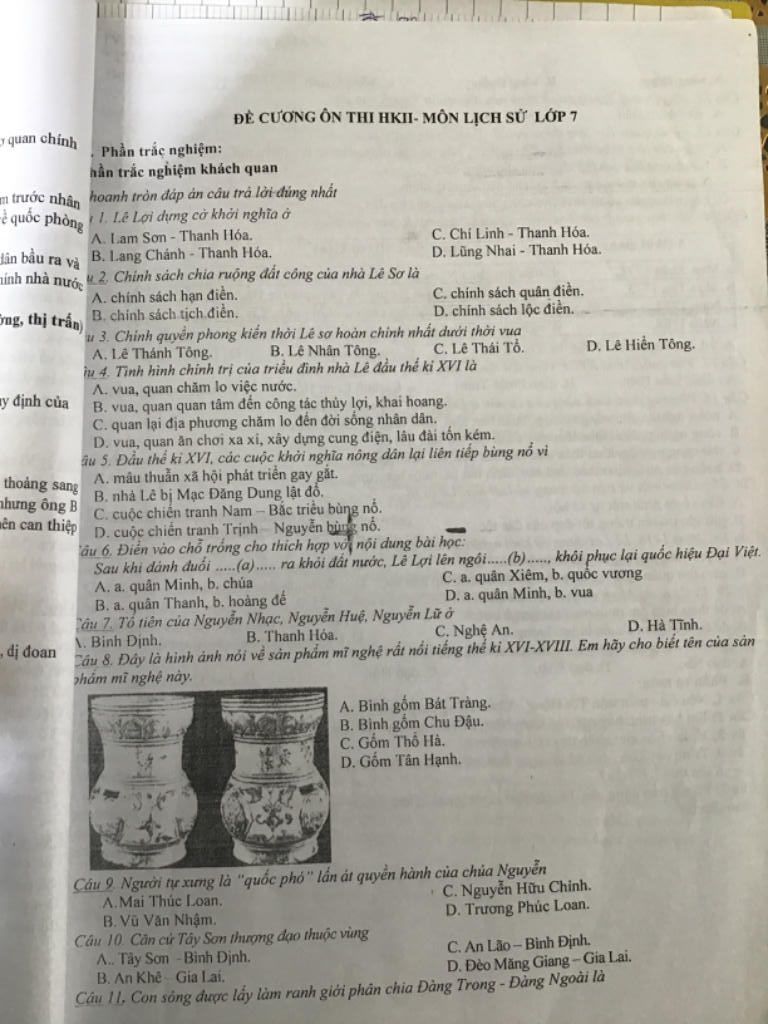 ĐỀ CƯƠNG ÔN THI HKII- MÔN LỊCH SỬ LỚP 7
quan chính
. Phần trắc nghiệm:
hần trắc nghiệm khách quan
m trước nhân
hoanh tròn đáp án câu trả lời đúng nhất
ề quốc phòng
1. Lê Lợi dựng cờ khởi nghĩa ở
A. Lam Sơn - Thanh Hóa.
C. Chí Linh - Thanh Hóa.
B. Lang Chánh - Thanh Hóa.
D. Lũng Nhai - Thanh Hóa.
dân bầu ra và
u 2. Chính sách chia ruộng đất công của nhà Lê Sơ là
ính nhà nước
A. chính sách hạn điền.
C. chính sách quân điền.
B. chính sách tịch điền.
D. chính sách lộc điền.
ờng, thị trấn)
u 3. Chính quyền phong kiến thời Lê sơ hoàn chỉnh nhất dưới thời vua
A. Lê Thánh Tông. B. Lê Nhân Tông. C. Lê Thái Tổ. D. Lê Hiển Tông.
u 4. Tình hình chính trị của triều đình nhà Lê đầu thế kỉ XVI là
A. vua, quan chăm lo việc nước.
y định của
B. vua, quan quan tâm đến công tác thủy lợi, khai hoang.
C. quan lại địa phương chăm lo đến đời sống nhân dân.
D. vua, quan ăn chơi xa xỉ, xây dựng cung điện, lâu đài tốn kém.
âu 5. Đầu thế kỉ XVI, các cuộc khởi nghĩa nông dân lại liên tiếp bùng nổ vì
thoảng sang
A. mâu thuẫn xã hội phát triển gay gắt.
nhưng ông B
B. nhà Lê bị Mạc Đăng Dung lật đổ.
ên can thiệp
C. cuộc chiến tranh Nam – Bắc triều bùng nổ.
D. cuộc chiến tranh Trịnh – Nguyễn bùng nổ.
Câu 6. Điền vào chỗ trống cho thích hợp với nội dung bài học:
Sau khi đánh đuổi .....(a)..... ra khỏi đất nước, Lê Lợi lên ngôi.....(b)....., khôi phục lại quốc hiệu Đại Việt.
A. a. quân Minh, b. chúa
C. a. quân Xiêm, b. quốc vương
B. a. quân Thanh, b. hoàng đế
D. a. quân Minh, b. vua
Câu 7. Tổ tiên của Nguyễn Nhạc, Nguyễn Huệ, Nguyễn Lữ ở
A. Bình Định. B. Thanh Hóa. C. Nghệ An. D. Hà Tĩnh.
, dị đoan
Câu 8. Đây là hình ảnh nói về sản phẩm mĩ nghệ rất nổi tiếng thế kỉ XVI-XVIII. Em hãy cho biết tên của sản
phẩm mĩ nghệ này.
A. Bình gốm Bát Tràng.
B. Bình gốm Chu Đậu.
C. Gốm Thổ Hà.
D. Gốm Tân Hạnh.
Câu 9. Người tự xưng là "quốc phó" lấn át quyền hành của chúa Nguyễn
A. Mai Thúc Loan.
C. Nguyễn Hữu Chỉnh.
B. Vũ Văn Nhậm.
D. Trương Phúc Loan.
Câu 10. Căn cứ Tây Sơn thượng đạo thuộc vùng
A.. Tây Sơn - Bình Định.
C. An Lão – Bình Định.
B. An Khê – Gia Lai.
D. Đèo Măng Giang – Gia Lai.
Câu 11. Con sông được lấy làm ranh giới phân chia Đàng Trong - Đàng Ngoài là